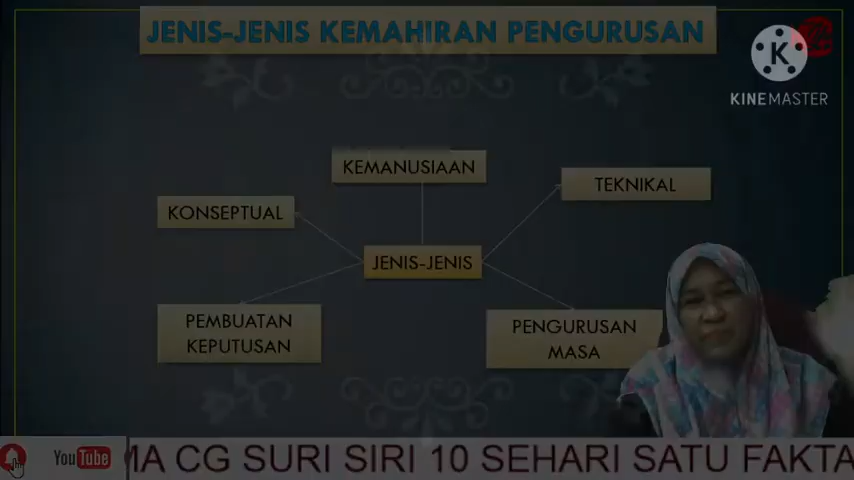 JENIS-JENIS KEMAHIRAN PENGURUSAN
KINEMASTER
KEMANUSIAAN
TEKNIKAL
KONSEPTUAL
JENIS-JENIS
PEMBUATAN
KEPUTUSAN
PENGURUSAN
MASA
YouTube
MA CG SURI SIRI 10 SEHARI SATU FAKTA